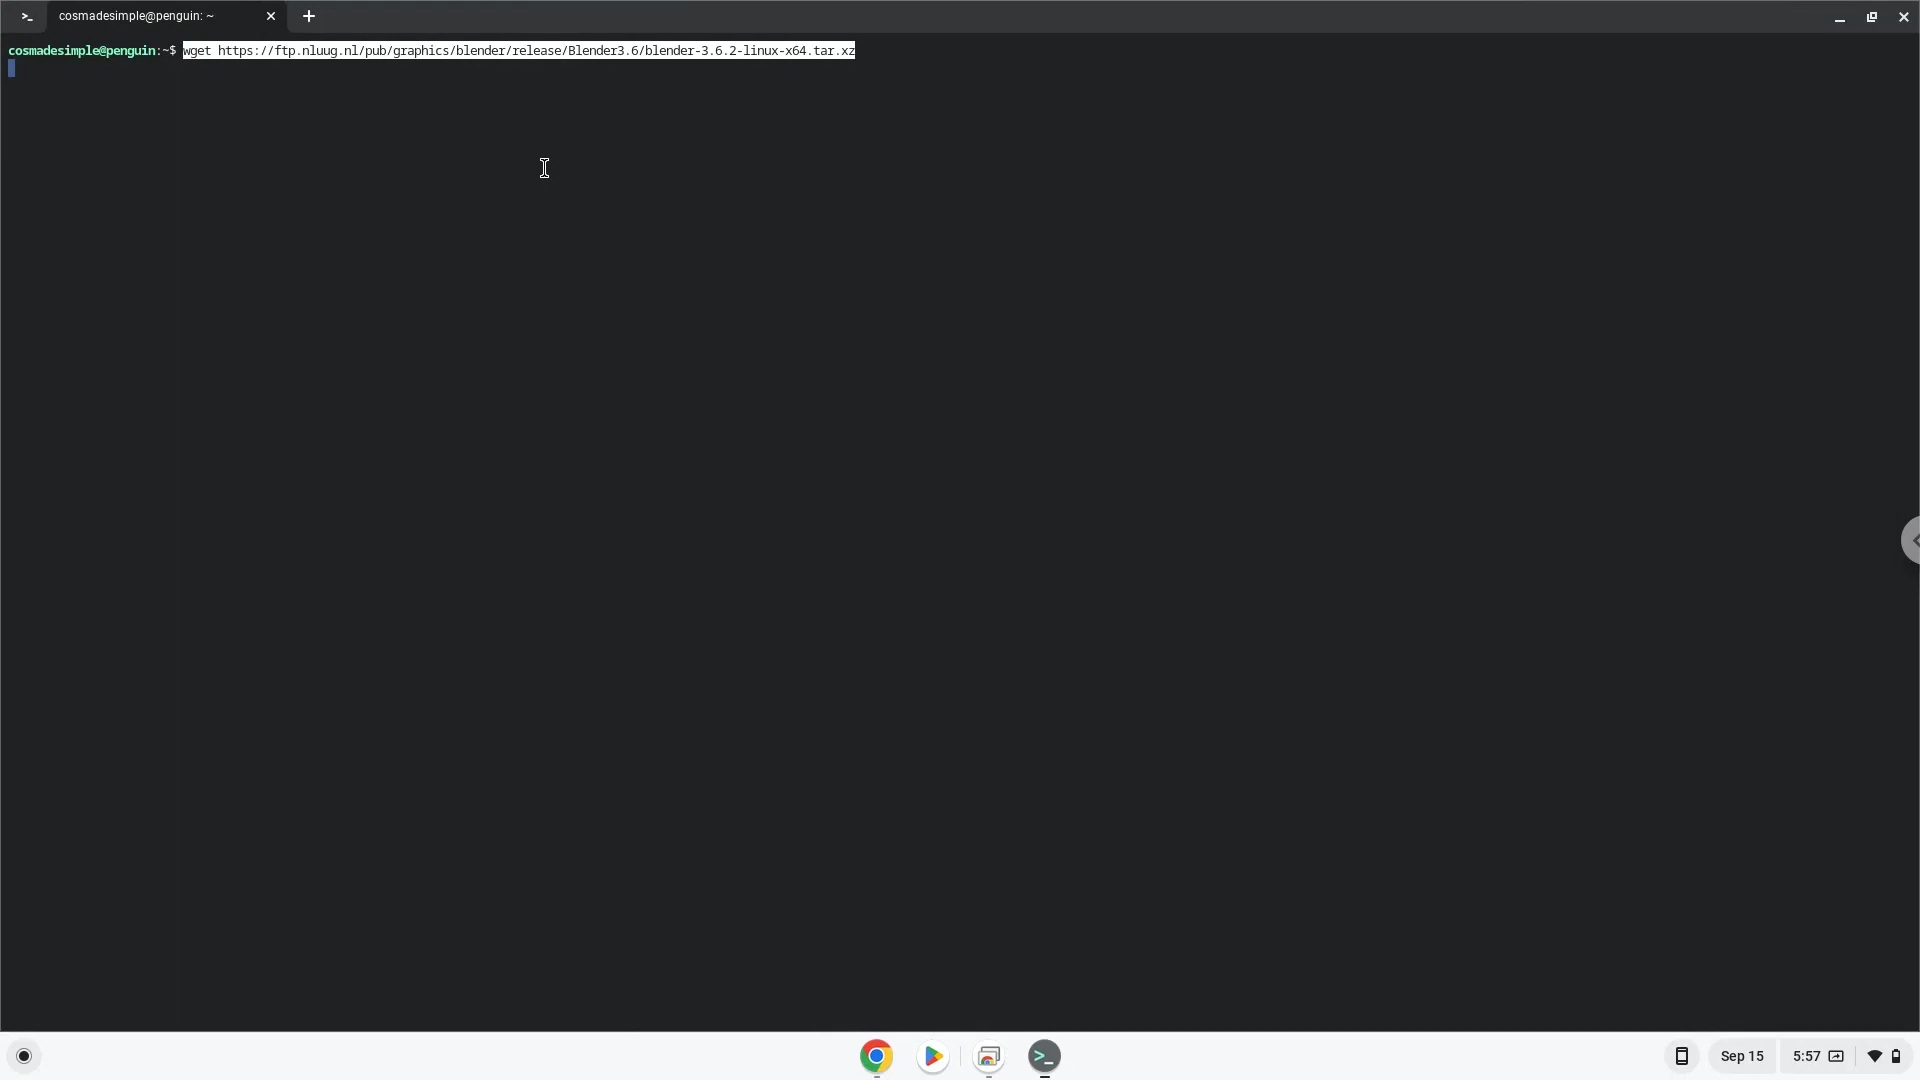 cosmadesimple@penguin: ~
cosmadesimple@penguin:~$ wget https://ftp.nluug.nl/pub/graphics/blender/release/Blender3.6/blender-3.6.2-linux-x64.tar.xz
Sep 15
5:57